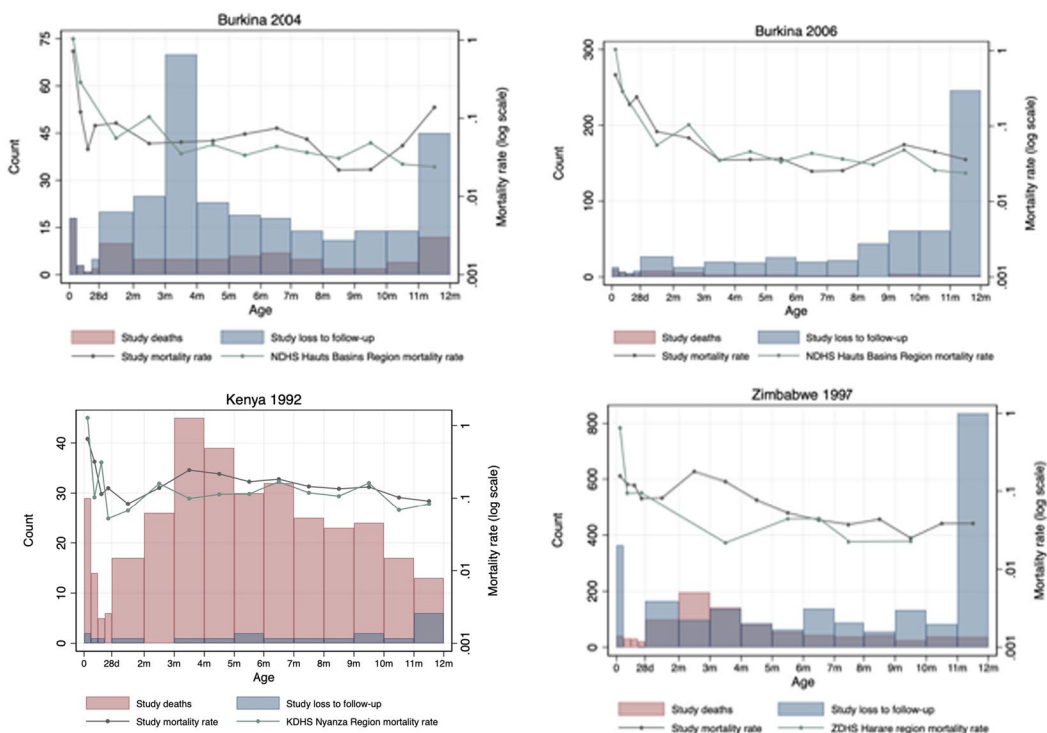 Burkina 2004
75
60
45
30
15
0
Count
1
.1
.01
.001
Mortality rate (log scale)
0 28d 2m 3m 4m 5m 6m 7m 8m 9m 10m 11m 12m
Age
Study deaths Study loss to follow-up
Study mortality rate NDHS Hauts Basins Region mortality rate
Burkina 2006
300
200
100
0
Count
1
.1
.01
.001
Mortality rate (log scale)
0 28d 2m 3m 4m 5m 6m 7m 8m 9m 10m 11m 12m
Age
Study deaths Study loss to follow-up
Study mortality rate NDHS Hauts Basins Region mortality rate
Kenya 1992
40
30
20
10
0
Count
1
.1
.01
.001
Mortality rate (log scale)
0 28d 2m 3m 4m 5m 6m 7m 8m 9m 10m 11m 12m
Age
Study deaths Study loss to follow-up
Study mortality rate KDHS Nyanza Region mortality rate
Zimbabwe 1997
800
600
400
200
0
Count
1
.1
.01
.001
Mortality rate (log scale)
0 28d 2m 3m 4m 5m 6m 7m 8m 9m 10m 11m 12m
Age
Study deaths Study loss to follow-up
Study mortality rate ZDHS Harare region mortality rate